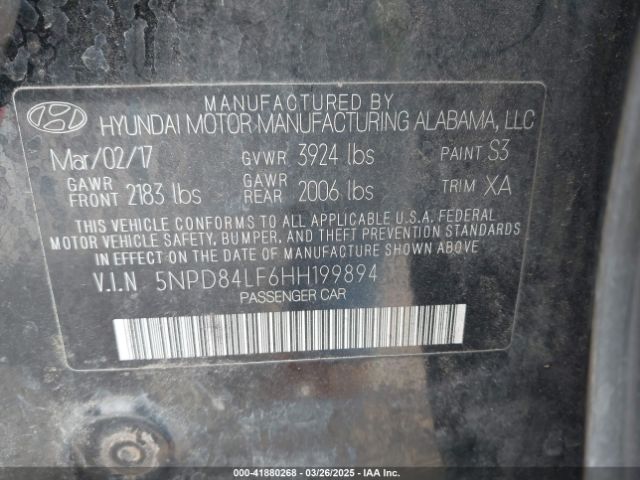 MANUFACTURED BY
HYUNDAI MOTOR MANUFACTURING ALABAMA, LLC
Mar/02/17 GVWR 3924 lbs PAINT S3
GAWR FRONT 2183 lbs GAWR REAR 2006 lbs TRIM XA
THIS VEHICLE CONFORMS TO ALL APPLICABLE U.S.A. FEDERAL
MOTOR VEHICLE SAFETY, BUMPER, AND THEFT PREVENTION STANDARDS
IN EFFECT ON THE DATE OF MANUFACTURE SHOWN ABOVE.
V.I.N 5NPD84LF6HH199894
PASSENGER CAR
000-41880268 • 03/26/2025 • IAA Inc.